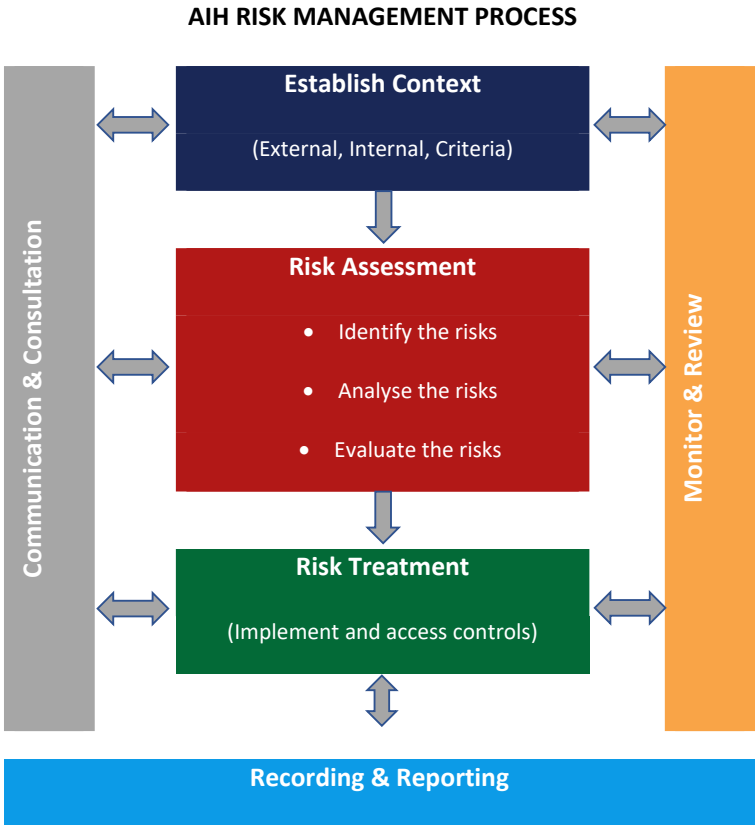 AIH RISK MANAGEMENT PROCESS
Communication & Consultation
Establish Context
(External, Internal, Criteria)
Risk Assessment
• Identify the risks
• Analyse the risks
• Evaluate the risks
Risk Treatment
(Implement and access controls)
Monitor & Review
Recording & Reporting